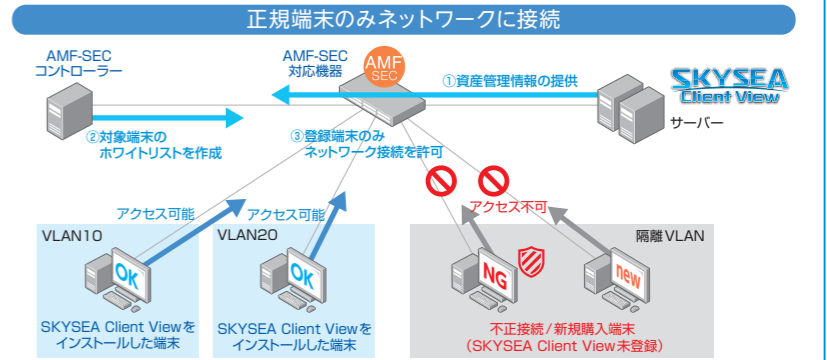 正規端末のみネットワークに接続
AMF-SEC
コントローラー
AMF-SEC
対応機器
AMF
SEC
①資産管理情報の提供
SKYSEA
Client View
サーバー
②対象端末の
ホワイトリストを作成
③登録端末のみ
ネットワーク接続を許可
アクセス可能
アクセス可能
アクセス不可
VLAN10
VLAN20
隔離VLAN
OK
OK
NG
new
SKYSEA Client Viewを
インストールした端末
SKYSEA Client Viewを
インストールした端末
不正接続/新規購入端末
（SKYSEA Client View未登録）